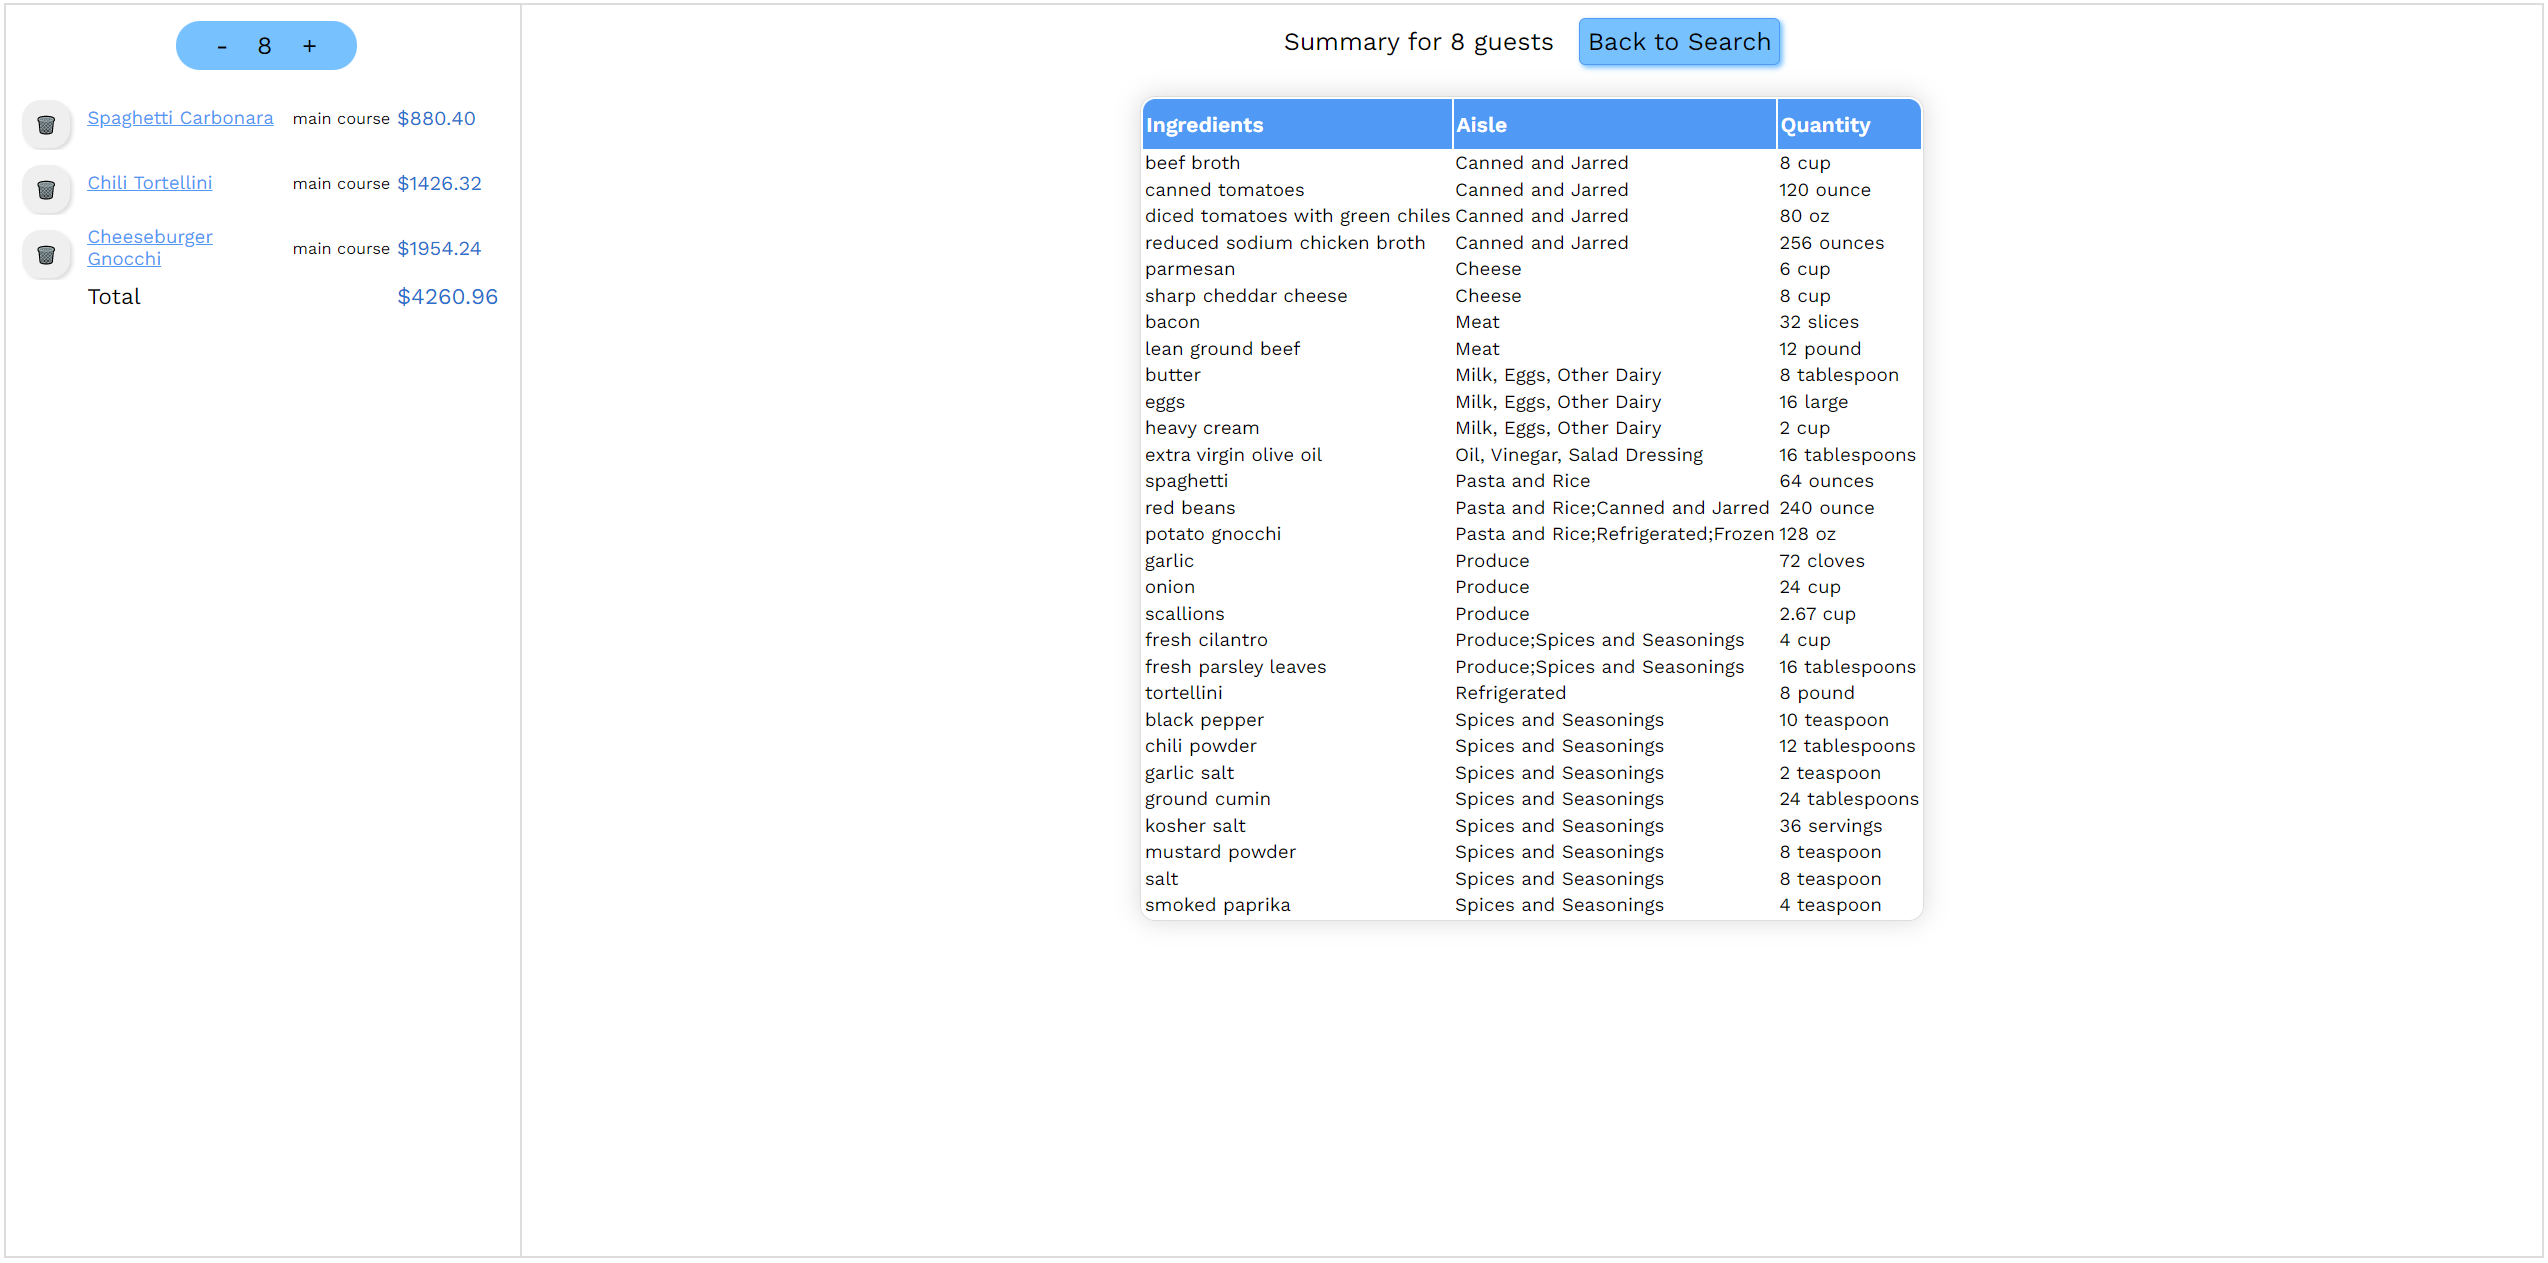 - 8 +
Spaghetti Carbonara main course $880.40
Chili Tortellini main course $1426.32
Cheeseburger
Gnocchi main course $1954.24
Total $4260.96
Summary for 8 guests Back to Search
Ingredients Aisle Quantity
beef broth Canned and Jarred 8 cup
canned tomatoes Canned and Jarred 120 ounce
diced tomatoes with green chiles Canned and Jarred 80 oz
reduced sodium chicken broth Canned and Jarred 256 ounces
parmesan Cheese 6 cup
sharp cheddar cheese Cheese 8 cup
bacon Meat 32 slices
lean ground beef Meat 12 pound
butter Milk, Eggs, Other Dairy 8 tablespoon
eggs Milk, Eggs, Other Dairy 16 large
heavy cream Milk, Eggs, Other Dairy 2 cup
extra virgin olive oil Oil, Vinegar, Salad Dressing 16 tablespoons
spaghetti Pasta and Rice 64 ounces
red beans Pasta and Rice;Canned and Jarred 240 ounce
potato gnocchi Pasta and Rice;Refrigerated;Frozen 128 oz
garlic Produce 72 cloves
onion Produce 24 cup
scallions Produce 2.67 cup
fresh cilantro Produce;Spices and Seasonings 4 cup
fresh parsley leaves Produce;Spices and Seasonings 16 tablespoons
tortellini Refrigerated 8 pound
black pepper Spices and Seasonings 10 teaspoon
chili powder Spices and Seasonings 12 tablespoons
garlic salt Spices and Seasonings 2 teaspoon
ground cumin Spices and Seasonings 24 tablespoons
kosher salt Spices and Seasonings 36 servings
mustard powder Spices and Seasonings 8 teaspoon
salt Spices and Seasonings 8 teaspoon
smoked paprika Spices and Seasonings 4 teaspoon